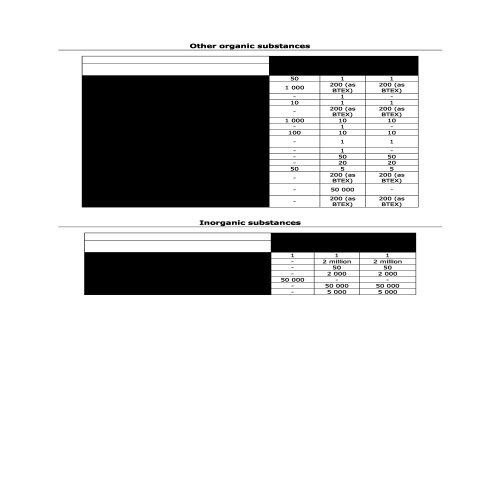 Other organic substances
50 1 1
1 000 200 (as BTEX) 200 (as BTEX)
- 1 -
10 1 1
- 200 (as BTEX) 200 (as BTEX)
1 000 10 10
- 1 -
100 10 10
- 1 1
- 1 -
- 50 50
- 20 20
50 5 5
- 200 (as BTEX) 200 (as BTEX)
- 50 000 -
- 200 (as BTEX) 200 (as BTEX)
Inorganic substances
1 1 1
- 2 million 2 million
- 50 50
- 2 000 2 000
50 000 - -
- 50 000 50 000
- 5 000 5 000